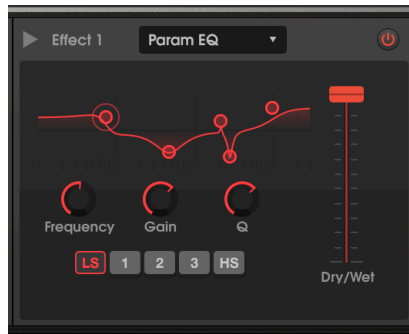 Effect 1 Param EQ
Frequency Gain Q
LS 1 2 3 HS
Dry/Wet